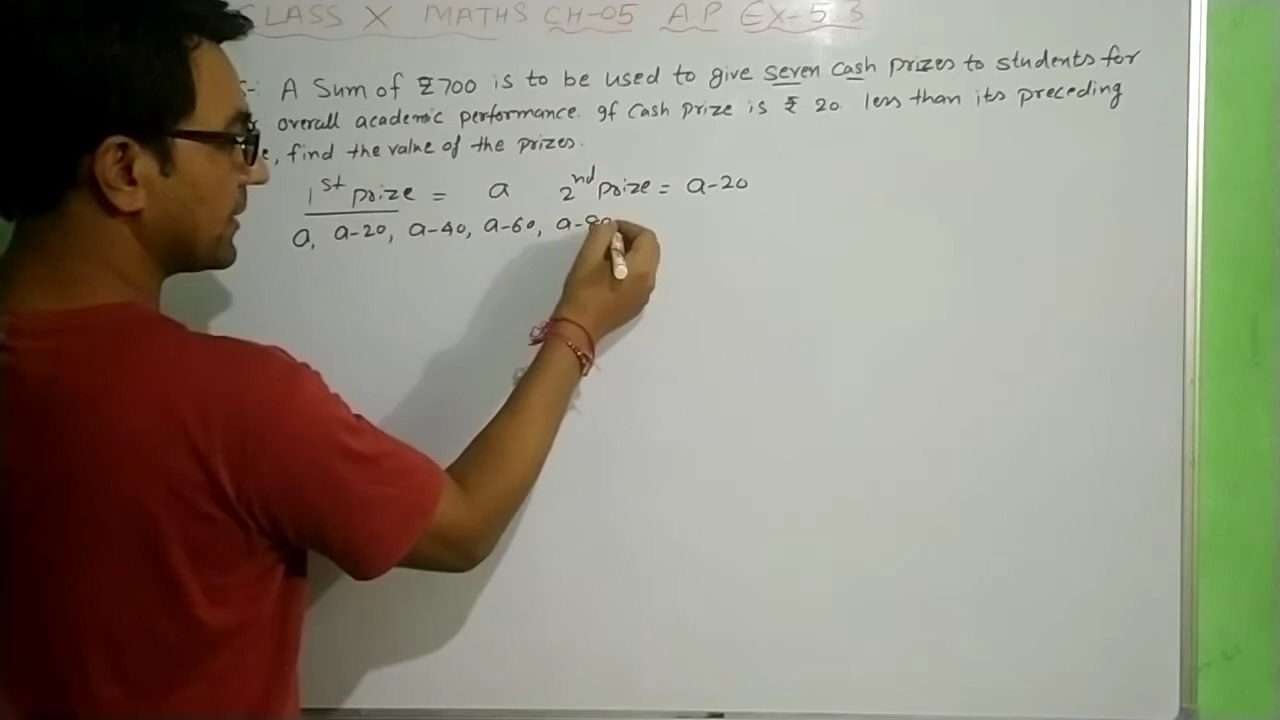 CLASS X MATHS CH-05 A.P EX-5.3
:- A Sum of ₹700 is to be used to give seven cash prizes to students for
overall academic performance. If Cash prize is ₹ 20 less than its preceding
, find the value of the prizes.
1st prize = a 2nd prize = a-20
a, a-20, a-40, a-60, a-80